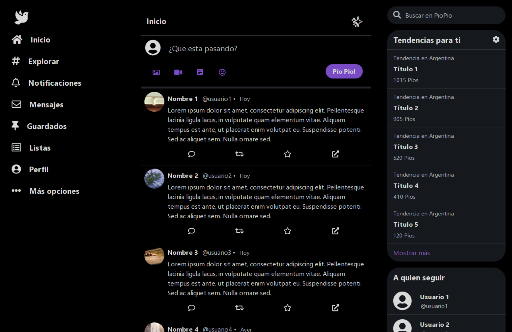 Inicio
Explorar
Notificaciones
Mensajes
Guardados
Listas
Perfil
Más opciones
Inicio
¿Que esta pasando?
Pio Pio!
Nombre 1 @usuario1 • Hoy
Lorem ipsum dolor sit amet, consectetur adipiscing elit. Pellentesque
lacinia ligula lacus, in vulputate quam elementum vitae. Aliquam
tempus est ante, ut placerat enim volutpat eu. Suspendisse potenti.
Sed ac aliquet sem. Nulla ornare sed.
Nombre 2 @usuario2 • Hoy
Lorem ipsum dolor sit amet, consectetur adipiscing elit. Pellentesque
lacinia ligula lacus, in vulputate quam elementum vitae. Aliquam
tempus est ante, ut placerat enim volutpat eu. Suspendisse potenti.
Sed ac aliquet sem. Nulla ornare sed.
Nombre 3 @usuario3 • Hoy
Lorem ipsum dolor sit amet, consectetur adipiscing elit. Pellentesque
lacinia ligula lacus, in vulputate quam elementum vitae. Aliquam
tempus est ante, ut placerat enim volutpat eu. Suspendisse potenti.
Sed ac aliquet sem. Nulla ornare sed.
Nombre 4 @usuario4 • Ayer
Buscar en PioPio
Tendencias para ti
Tendencia en Argentina
Título 1
1015 Pios
Tendencia en Argentina
Título 2
905 Pios
Tendencia en Argentina
Título 3
520 Pios
Tendencia en Argentina
Título 4
410 Pios
Tendencia en Argentina
Título 5
120 Pios
Mostrar más
A quien seguir
Usuario 1
@usuario1
Usuario 2